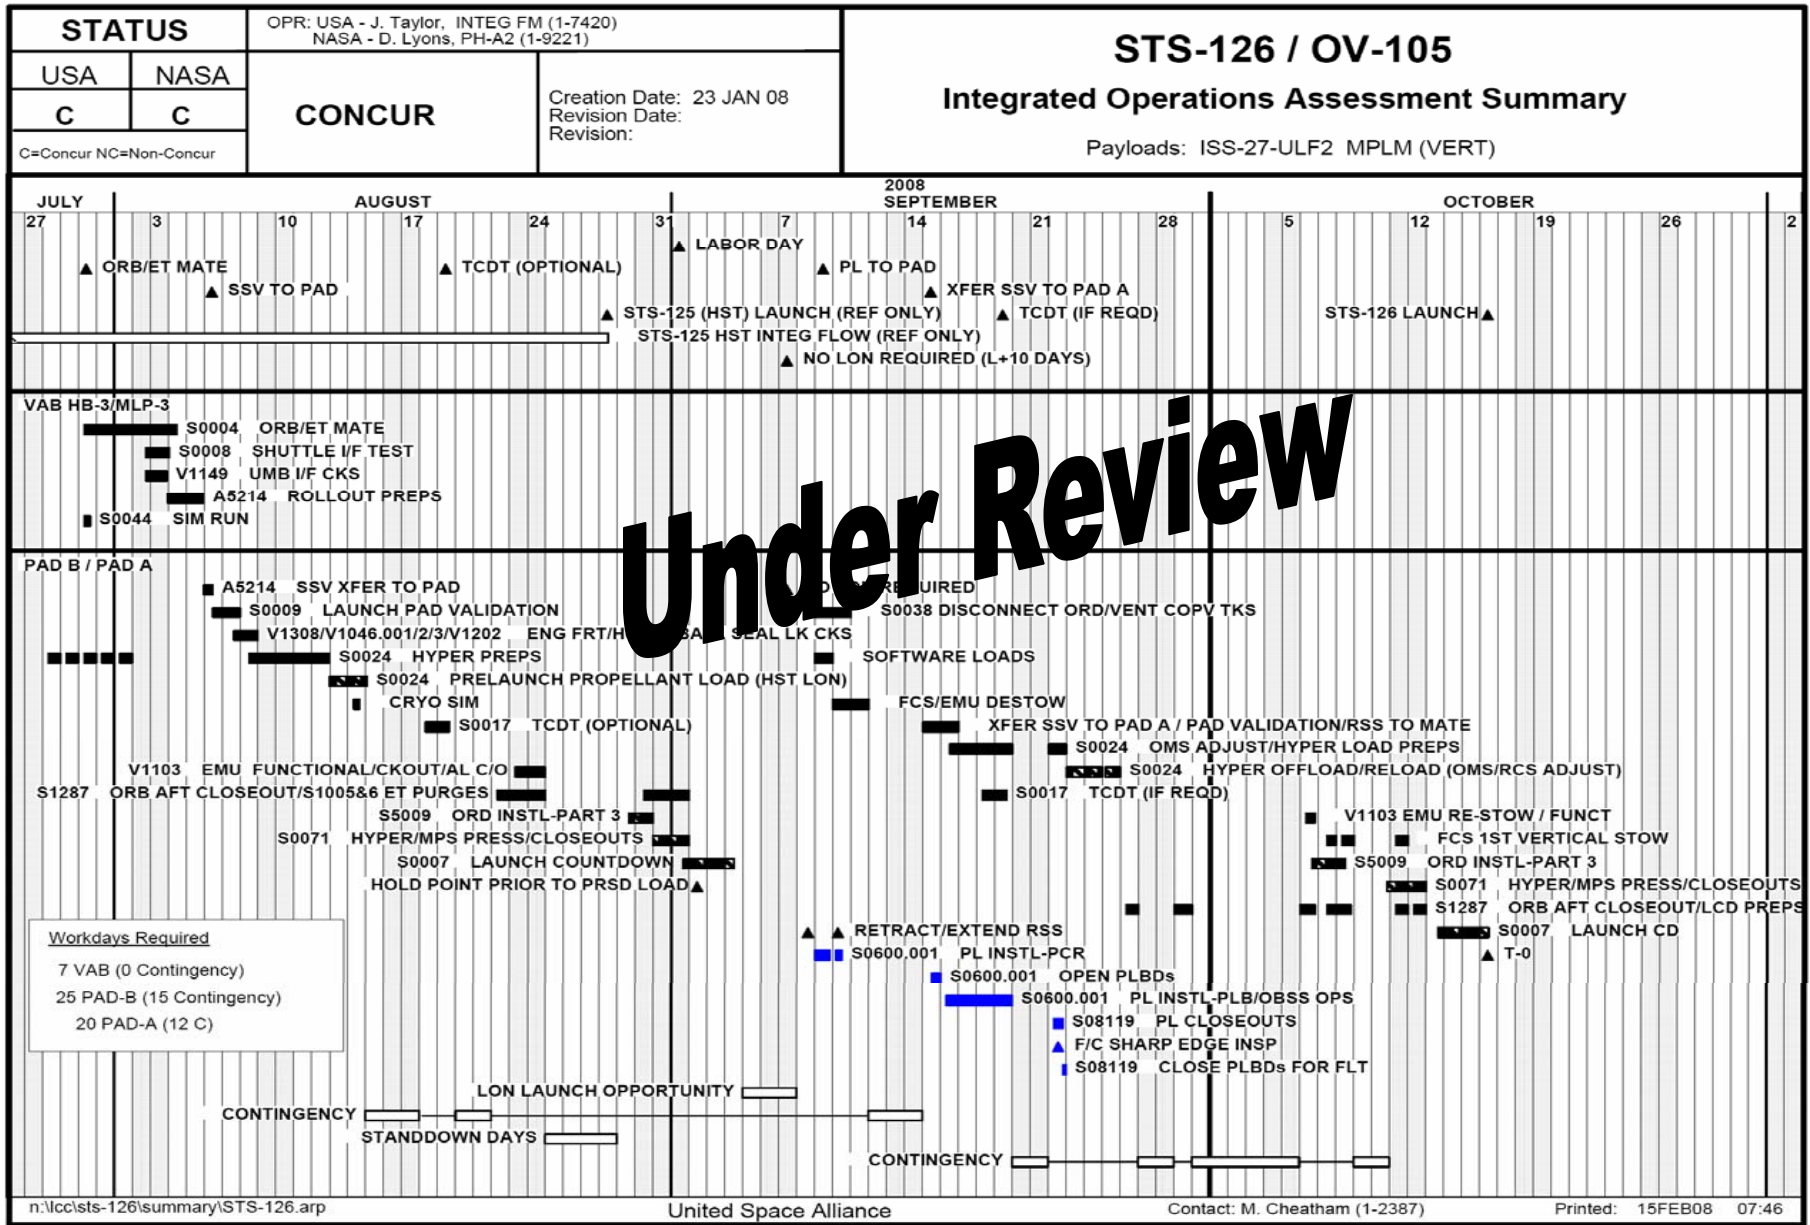 STATUS
OPR: USA - J. Taylor, INTEG FM (1-7420)
NASA - D. Lyons, PH-A2 (1-9221)
USA NASA
C C
C=Concur NC=Non-Concur
CONCUR
Creation Date: 23 JAN 08
Revision Date:
Revision:
STS-126 / OV-105
Integrated Operations Assessment Summary
Payloads: ISS-27-ULF2 MPLM (VERT)
2008
JULY AUGUST SEPTEMBER OCTOBER
27 3 10 17 24 31 7 14 21 28 5 12 19 26 2
LABOR DAY
ORB/ET MATE TCDT (OPTIONAL) PL TO PAD
SSV TO PAD XFER SSV TO PAD A
STS-125 (HST) LAUNCH (REF ONLY) TCDT (IF REQD) STS-126 LAUNCH
STS-125 HST INTEG FLOW (REF ONLY)
NO LON REQUIRED (L+10 DAYS)
VAB HB-3/MLP-3
S0004 ORB/ET MATE
S0008 SHUTTLE I/F TEST
V1149 UMB I/F CKS
A5214 ROLLOUT PREPS
S0044 SIM RUN
Under Review
PAD B / PAD A
A5214 SSV XFER TO PAD
S0009 LAUNCH PAD VALIDATION S0038 DISCONNECT ORD/VENT COPV TKS
V1308/V1046.001/2/3/V1202 ENG FRT/ SEAL LK CKS
S0024 HYPER PREPS SOFTWARE LOADS
S0024 PRELAUNCH PROPELLANT LOAD (HST LON)
CRYO SIM FCS/EMU DESTOW
S0017 TCDT (OPTIONAL) XFER SSV TO PAD A / PAD VALIDATION/RSS TO MATE
S0024 OMS ADJUST/HYPER LOAD PREPS
V1103 EMU FUNCTIONAL/CKOUT/AL C/O S0024 HYPER OFFLOAD/RELOAD (OMS/RCS ADJUST)
S1287 ORB AFT CLOSEOUT/S1005&6 ET PURGES S0017 TCDT (IF REQD)
S5009 ORD INSTL-PART 3 V1103 EMU RE-STOW / FUNCT
S0071 HYPER/MPS PRESS/CLOSEOUTS FCS 1ST VERTICAL STOW
S0007 LAUNCH COUNTDOWN S5009 ORD INSTL-PART 3
HOLD POINT PRIOR TO PRSD LOAD S0071 HYPER/MPS PRESS/CLOSEOUTS
S1287 ORB AFT CLOSEOUT/LCD PREPS
RETRACT/EXTEND RSS S0007 LAUNCH CD
S0600.001 PL INSTL-PCR T-0
S0600.001 OPEN PLBDs
S0600.001 PL INSTL-PLB/OBSS OPS
S08119 PL CLOSEOUTS
F/C SHARP EDGE INSP
S08119 CLOSE PLBDs FOR FLT
Workdays Required
7 VAB (0 Contingency)
25 PAD-B (15 Contingency)
20 PAD-A (12 C)
LON LAUNCH OPPORTUNITY
CONTINGENCY
STANDDOWN DAYS
CONTINGENCY
n:\lcc\sts-126\summary\STS-126.arp United Space Alliance Contact: M. Cheatham (1-2387) Printed: 15FEB08 07:46